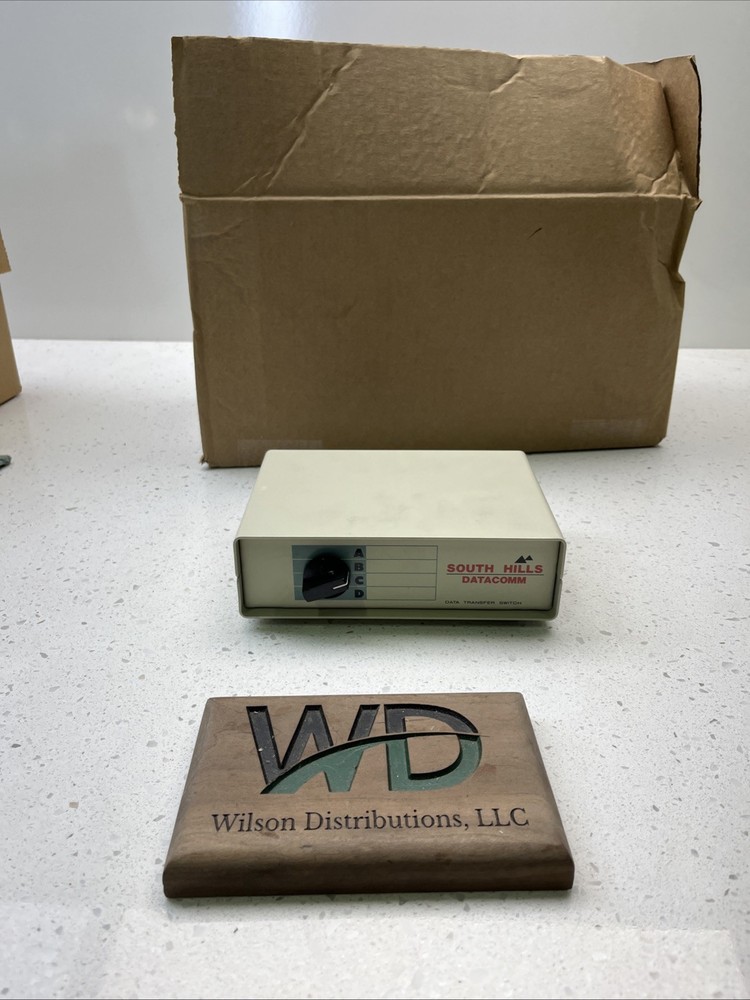 A
B
C
D
SOUTH HILLS
DATACOMM
DATA TRANSFER SWITCH
WD
Wilson Distributions, LLC